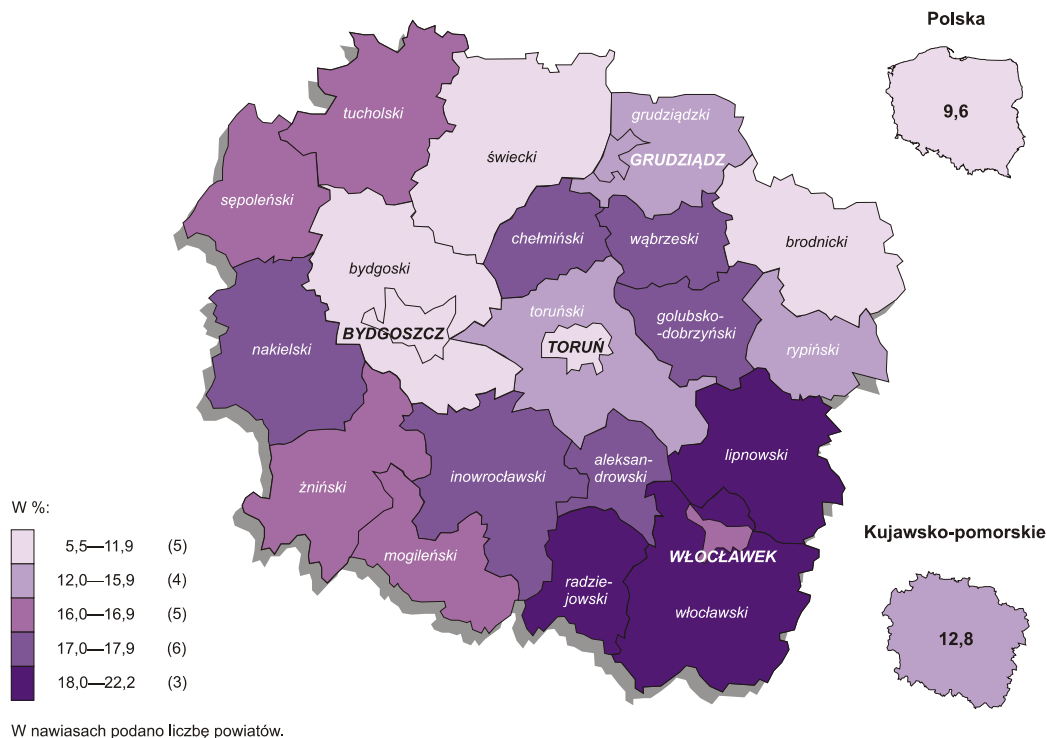 Polska
9,6
tucholski
grudziądzki
świecki
GRUDZIĄDZ
sępoleński
chełmiński
wąbrzeski
brodnicki
bydgoski
toruński
golubsko-
-dobrzyński
BYDGOSZCZ
TORUŃ
nakielski
rypiński
lipnowski
aleksan-
drowski
inowrocławski
żniński
mogileński
WŁOCŁAWEK
radzie-
jowski
włocławski
Kujawsko-pomorskie
12,8
W %:
5,5—11,9 (5)
12,0—15,9 (4)
16,0—16,9 (5)
17,0—17,9 (6)
18,0—22,2 (3)
W nawiasach podano liczbę powiatów.